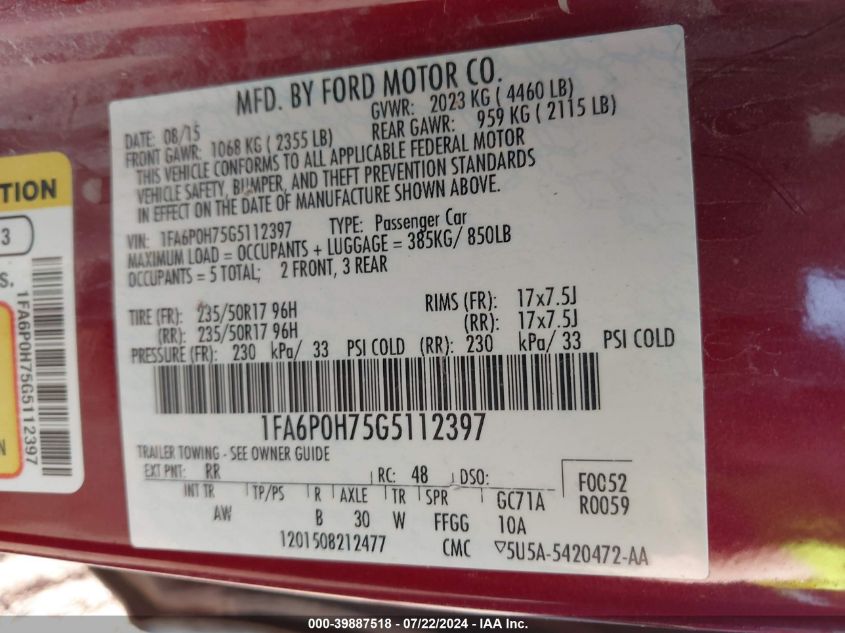 MFD. BY FORD MOTOR CO.
DATE: 08/15
GVWR: 2023 KG ( 4460 LB)
FRONT GAWR: 1068 KG ( 2355 LB)
REAR GAWR: 959 KG ( 2115 LB)
THIS VEHICLE CONFORMS TO ALL APPLICABLE FEDERAL MOTOR
VEHICLE SAFETY, BUMPER, AND THEFT PREVENTION STANDARDS
IN EFFECT ON THE DATE OF MANUFACTURE SHOWN ABOVE.
VIN: 1FA6P0H75G5112397 TYPE: Passenger Car
MAXIMUM LOAD = OCCUPANTS + LUGGAGE = 385KG/ 850LB
OCCUPANTS = 5 TOTAL; 2 FRONT, 3 REAR
TIRE (FR): 235/50R17 96H RIMS (FR): 17x7.5J
(RR): 235/50R17 96H (RR): 17x7.5J
PRESSURE (FR): 230 kPa/ 33 PSI COLD (RR): 230 kPa/ 33 PSI COLD
1FA6P0H75G5112397
TRAILER TOWING - SEE OWNER GUIDE
EXT PNT: RR RC: 48 DSO: F0052
R0059
INT TR TP/PS R AXLE TR SPR GC71A
AW B 30 W FFGG 10A
1201508212477 CMC ▽5U5A-5420472-AA
TION
3
S.
1FA6P0H75G5112397
N
000-39887518 - 07/22/2024 - IAA Inc.